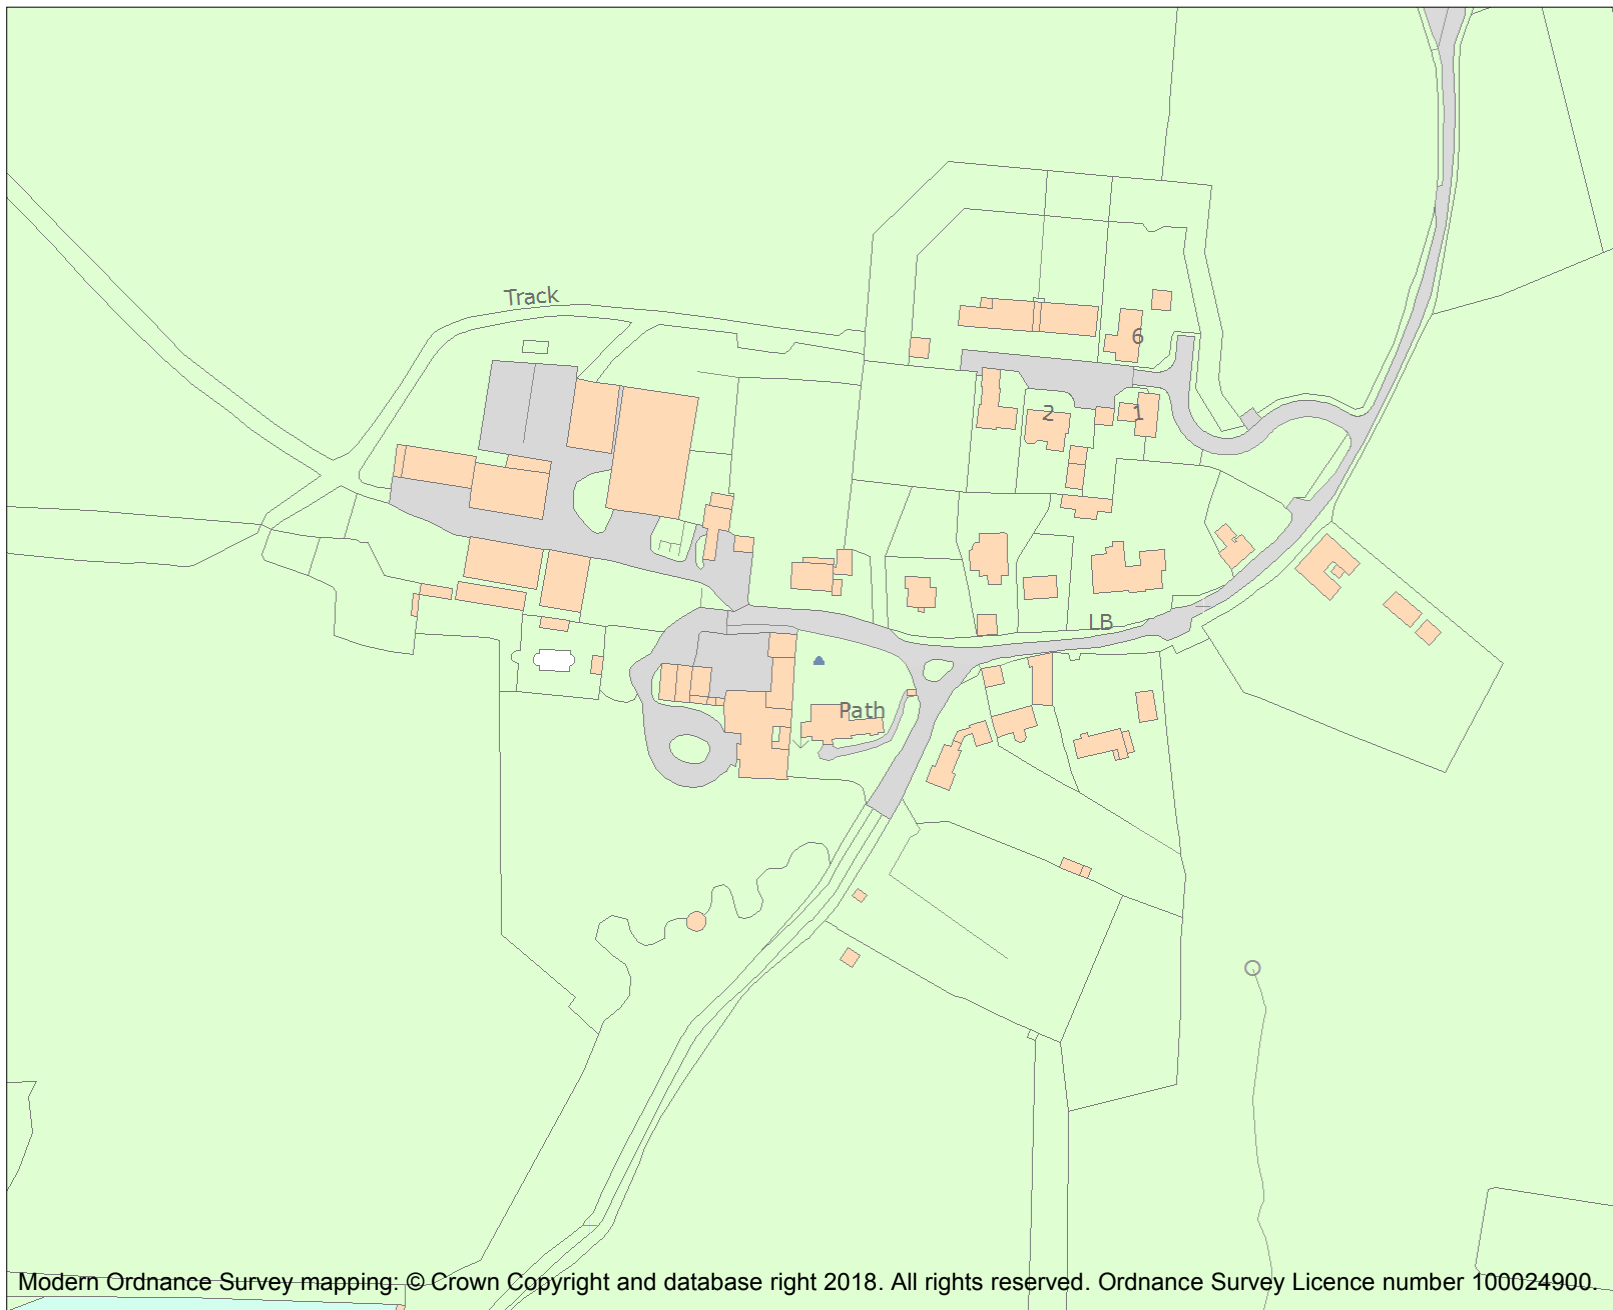 Track
6
2
1
LB
Path
Modern Ordnance Survey mapping: © Crown Copyright and database right 2018. All rights reserved. Ordnance Survey Licence number 100024900.